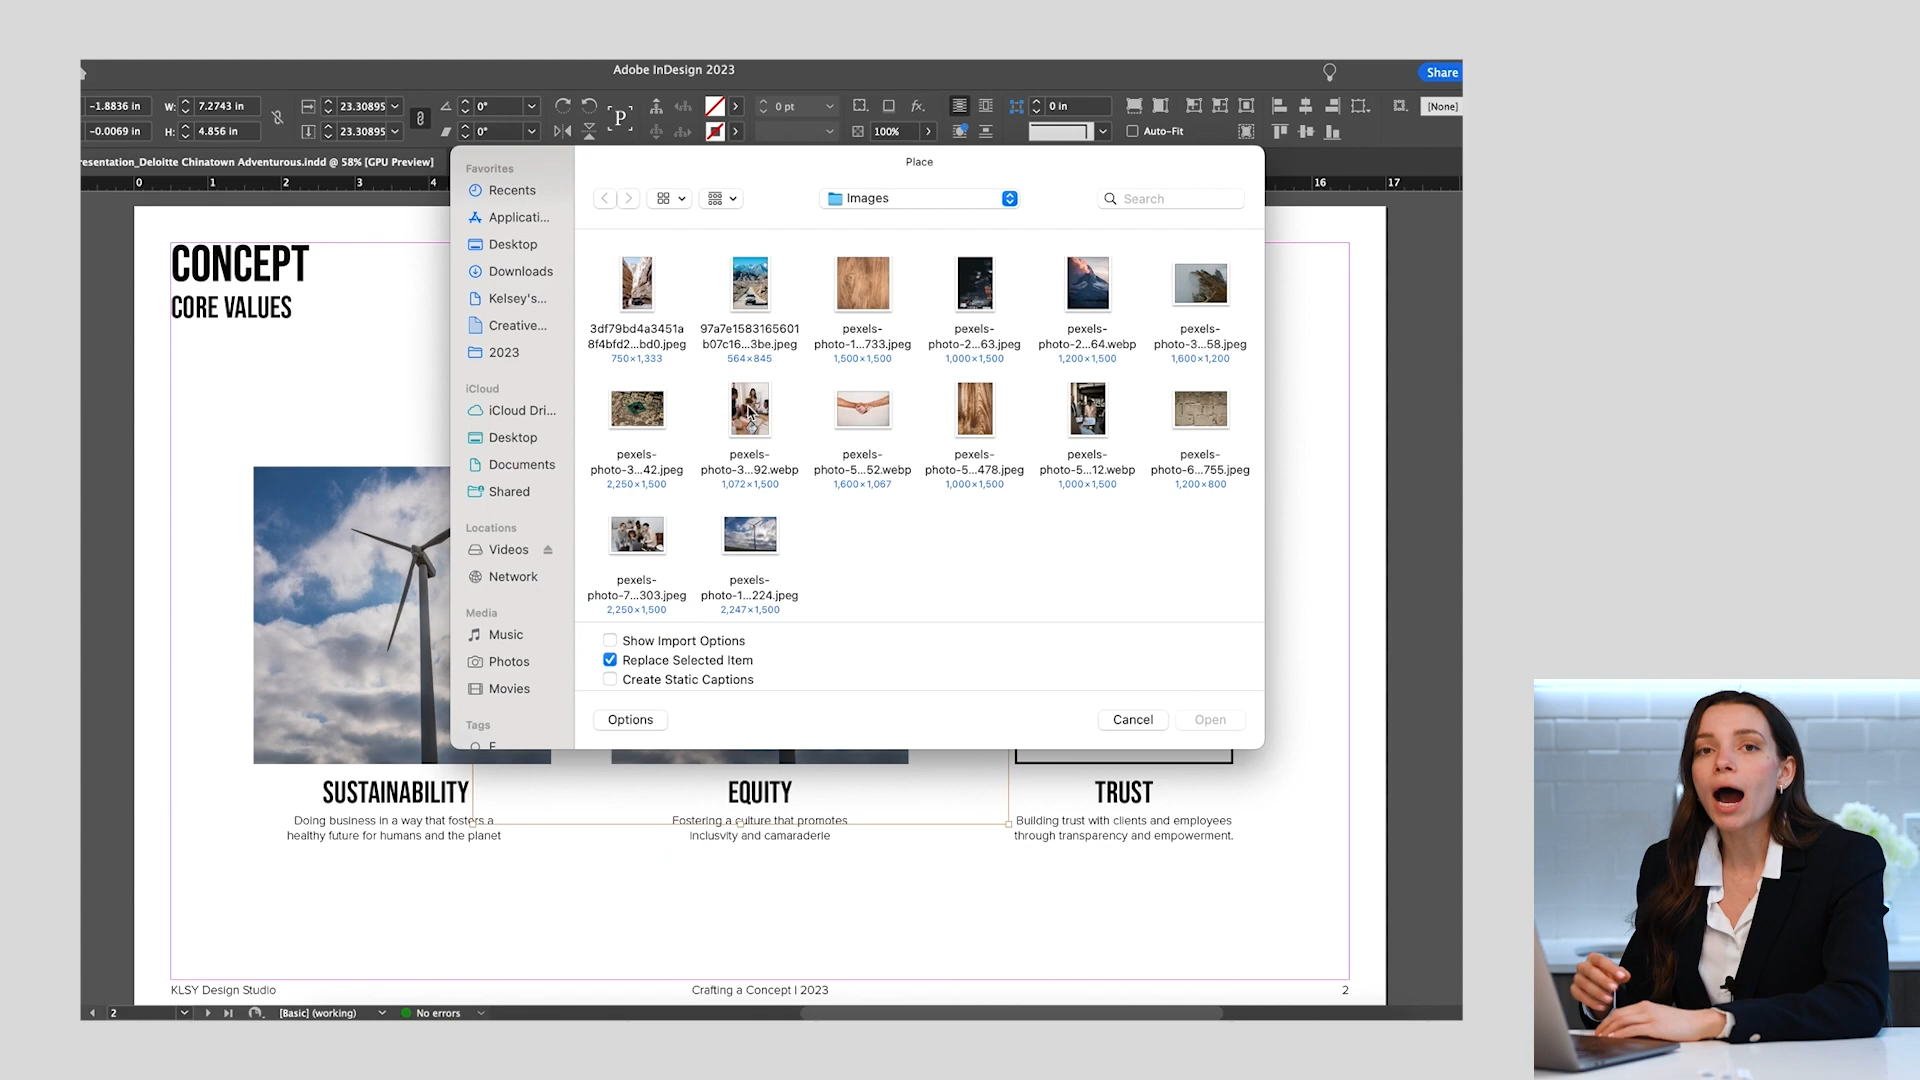 Adobe InDesign 2023
Share
-1.8836 in W: 7.2743 in 23.30895 0° 0 pt fx. 0 in
-0.0069 in H: 4.856 in 23.30895 0° P 100% Auto-Fit [None]
resentation_Deloitte Chinatown Adventurous.indd @ 58% [GPU Preview]
0 1 2 3 4 16 17
CONCEPT
CORE VALUES
Place
Images
Search
Favorites
Recents
Applicati...
Desktop
Downloads
Kelsey's...
Creative...
2023
iCloud
iCloud Dri...
Desktop
Documents
Shared
Locations
Videos
Network
Media
Music
Photos
Movies
Tags
3df79bd4a3451a
8f4bfd2...bd0.jpeg
750×1,333
97a7e1583165601
b07c16...3be.jpeg
564×845
pexels-
photo-1...733.jpeg
1,500×1,500
pexels-
photo-2...63.jpeg
1,000×1,500
pexels-
photo-2...64.webp
1,200×1,500
pexels-
photo-3...58.jpeg
1,600×1,200
pexels-
photo-3...42.jpeg
2,250×1,500
pexels-
photo-3...92.webp
1,072×1,500
pexels-
photo-5...52.webp
1,600×1,067
pexels-
photo-5...478.jpeg
1,000×1,500
pexels-
photo-5...12.webp
1,000×1,500
pexels-
photo-6...755.jpeg
1,200×800
pexels-
photo-7...303.jpeg
2,250×1,500
pexels-
photo-1...224.jpeg
2,247×1,500
Show Import Options
Replace Selected Item
Create Static Captions
Options
Cancel
Open
SUSTAINABILITY
Doing business in a way that fosters a
healthy future for humans and the planet
EQUITY
Fostering a culture that promotes
inclusvity and camaraderie
TRUST
Building trust with clients and employees
through transparency and empowerment.
KLSY Design Studio
Crafting a Concept | 2023
2
2 [Basic] (working) No errors